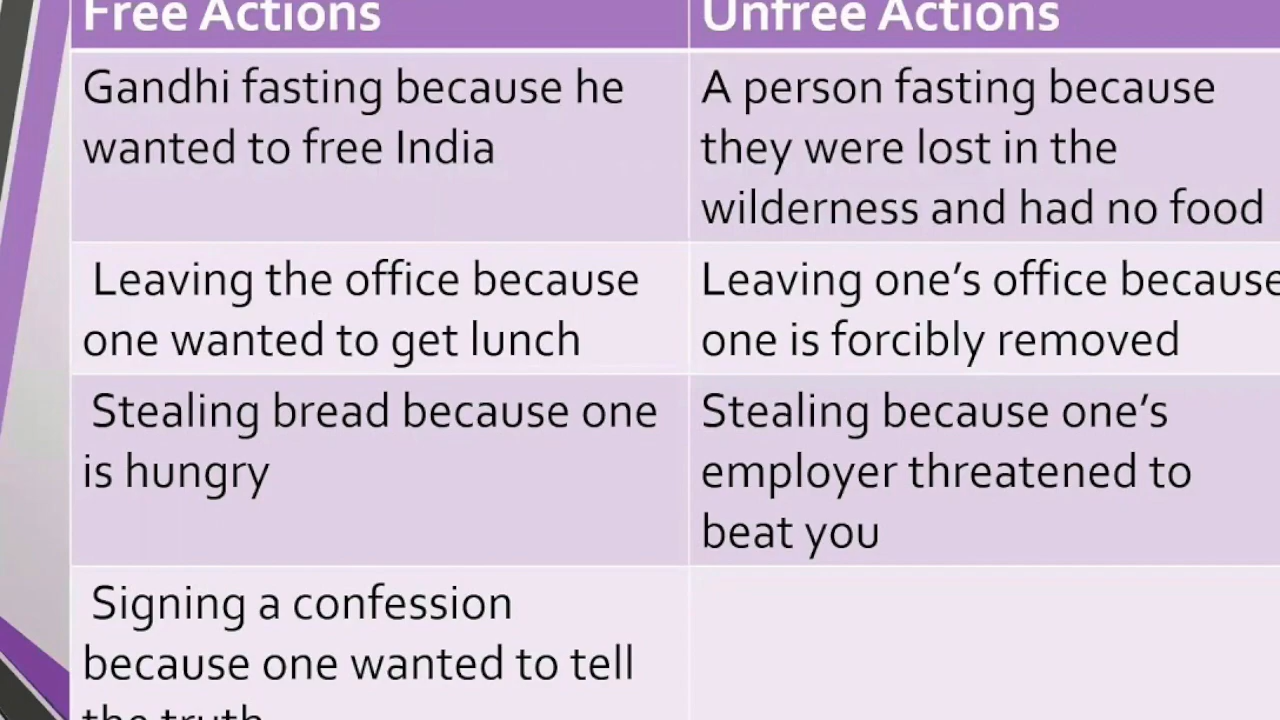 Free Actions
Unfree Actions
Gandhi fasting because he
wanted to free India
A person fasting because
they were lost in the
wilderness and had no food
Leaving the office because
one wanted to get lunch
Leaving one's office because
one is forcibly removed
Stealing bread because one
is hungry
Stealing because one's
employer threatened to
beat you
Signing a confession
because one wanted to tell
the truth